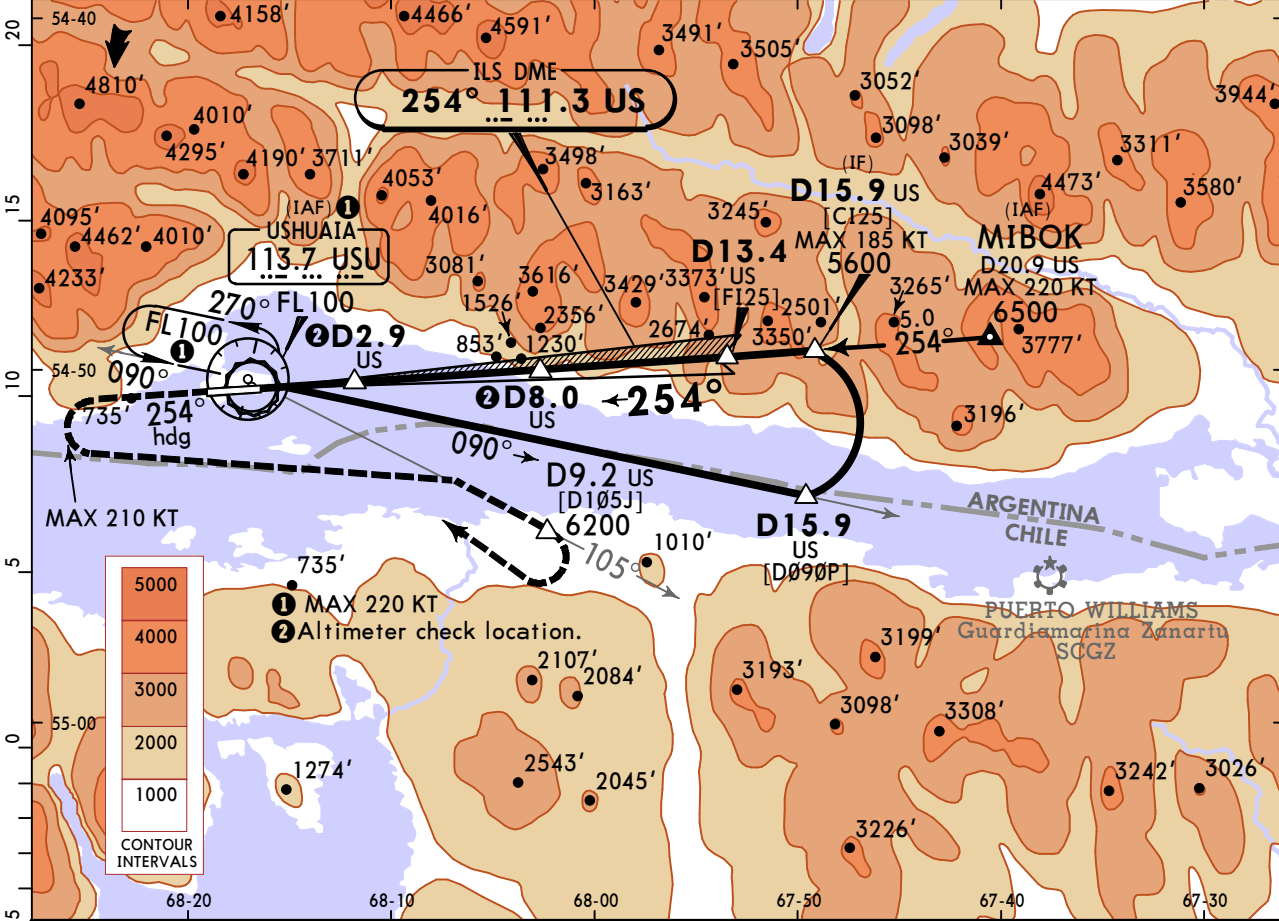 20
54-40
4158′
4466′
4591′
3491′
3505′
4810′
ILS DME
254° 111.3 US
3052′
3944′
4010′
4295′
3098′
3039′
3311′
4190′
3711′
3498′
(IF)
15
(IAF) 1
4053′
3163′
D15.9 US
4473′
3580′
4095′
USHUAIA
4016′
3245′
[CI25]
(IAF)
4462′
4010′
113.7 USU
D13.4
MAX 185 KT
MIBOK
4233′
3081′
3616′
3429′
3373′
US
5600
D20.9 US
270°
FL100
1526′
[FI25]
3265′
MAX 220 KT
FL100
2D2.9
2356′
2674′
2501′
5.0
6500
1
US
853′
1230′
3350′
254°
3777′
54-50
090°
10
735′
254°
hdg
2D8.0
US
254°
3196′
090°
D9.2 US
[D105J]
6200
D15.9
US
[D090P]
ARGENTINA
CHILE
MAX 210 KT
5
105°
1010′
735′
1 MAX 220 KT
2 Altimeter check location.
PUERTO WILLIAMS
Guardiamarina Zanartu
SCGZ
5000
4000
3000
2000
1000
CONTOUR
INTERVALS
2107′
2084′
3193′
3199′
3098′
3308′
55-00
0
1274′
2543′
2045′
3242′
3026′
3226′
5
68-20
68-10
68-00
67-50
67-40
67-30